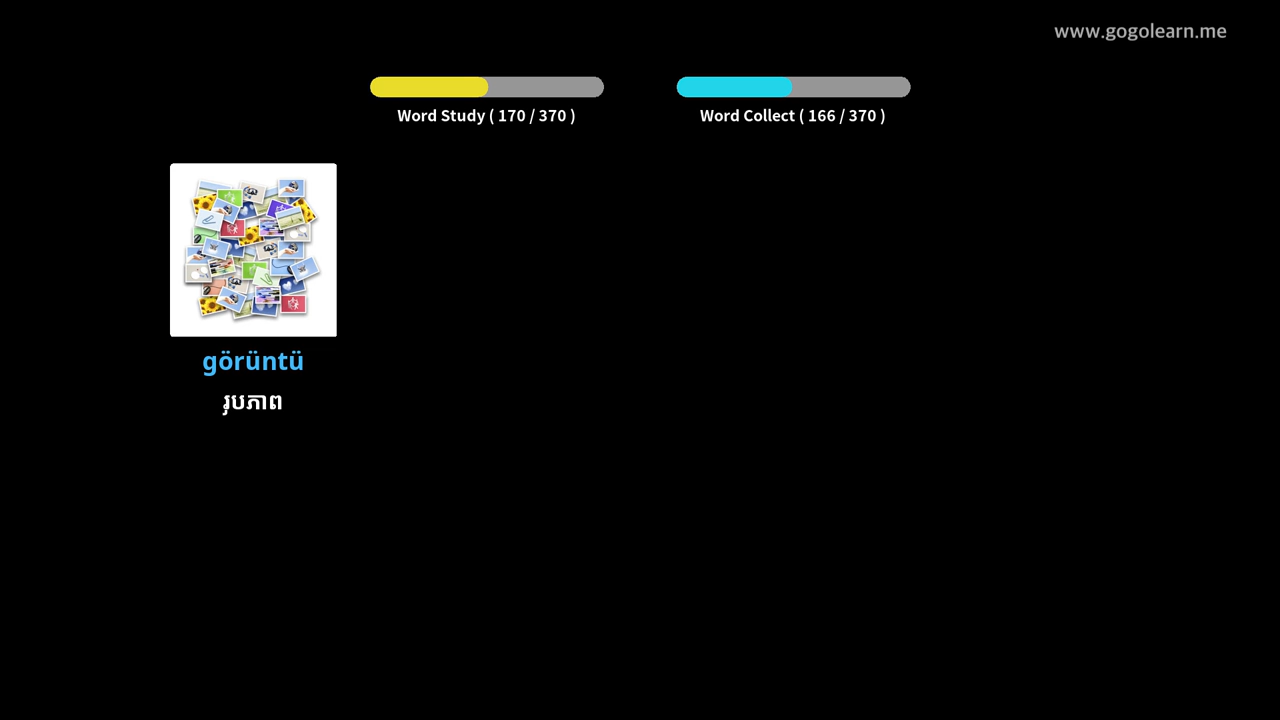 www.gogolearn.me
Word Study ( 170 / 370 )
Word Collect ( 166 / 370 )
görüntü
រូបភាព